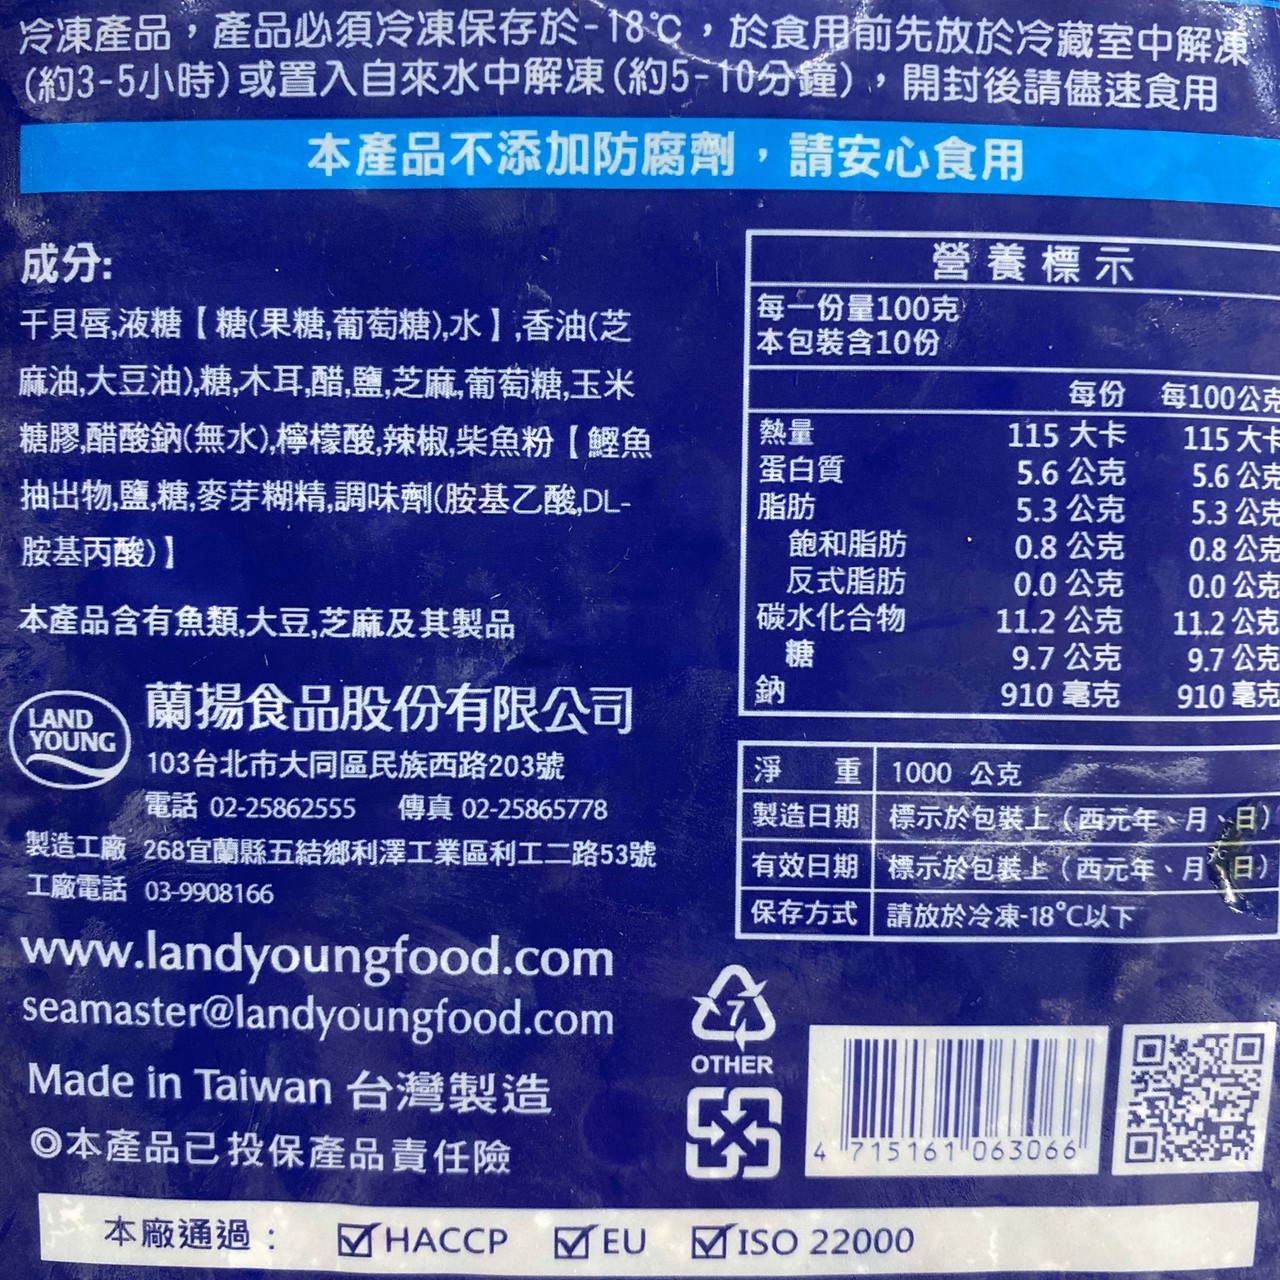 冷凍產品，產品必須冷凍保存於-18℃，於食用前先放於冷藏室中解凍
(約3-5小時)或置入自來水中解凍(約5-10分鐘)，開封後請儘速食用
本產品不添加防腐劑，請安心食用
成分:
干貝唇,液糖【糖(果糖,葡萄糖),水】,香油(芝
麻油,大豆油),糖,木耳,醋,鹽,芝麻,葡萄糖,玉米
糖膠,醋酸鈉(無水),檸檬酸,辣椒,柴魚粉【鰹魚
抽出物,鹽,糖,麥芽糊精,調味劑(胺基乙酸,DL-
胺基丙酸)】
本產品含有魚類,大豆,芝麻及其製品
營養標示
每一份量100克
本包裝含10份
每份 每100公克
熱量 115 大卡 115 大卡
蛋白質 5.6 公克 5.6 公克
脂肪 5.3 公克 5.3 公克
飽和脂肪 0.8 公克 0.8 公克
反式脂肪 0.0 公克 0.0 公克
碳水化合物 11.2 公克 11.2 公克
糖 9.7 公克 9.7 公克
鈉 910 毫克 910 毫克
淨重 1000 公克
製造日期 標示於包裝上（西元年、月、日）
有效日期 標示於包裝上（西元年、月、日）
保存方式 請放於冷凍-18°C以下
LAND
YOUNG
蘭揚食品股份有限公司
103台北市大同區民族西路203號
電話 02-25862555 傳真 02-25865778
製造工廠 268宜蘭縣五結鄉利澤工業區利工二路53號
工廠電話 03-9908166
www.landyoungfood.com
seamaster@landyoungfood.com
Made in Taiwan 台灣製造
◎本產品已投保產品責任險
7
OTHER
4 715161 063066
本廠通過： ☑HACCP ☑EU ☑ISO 22000